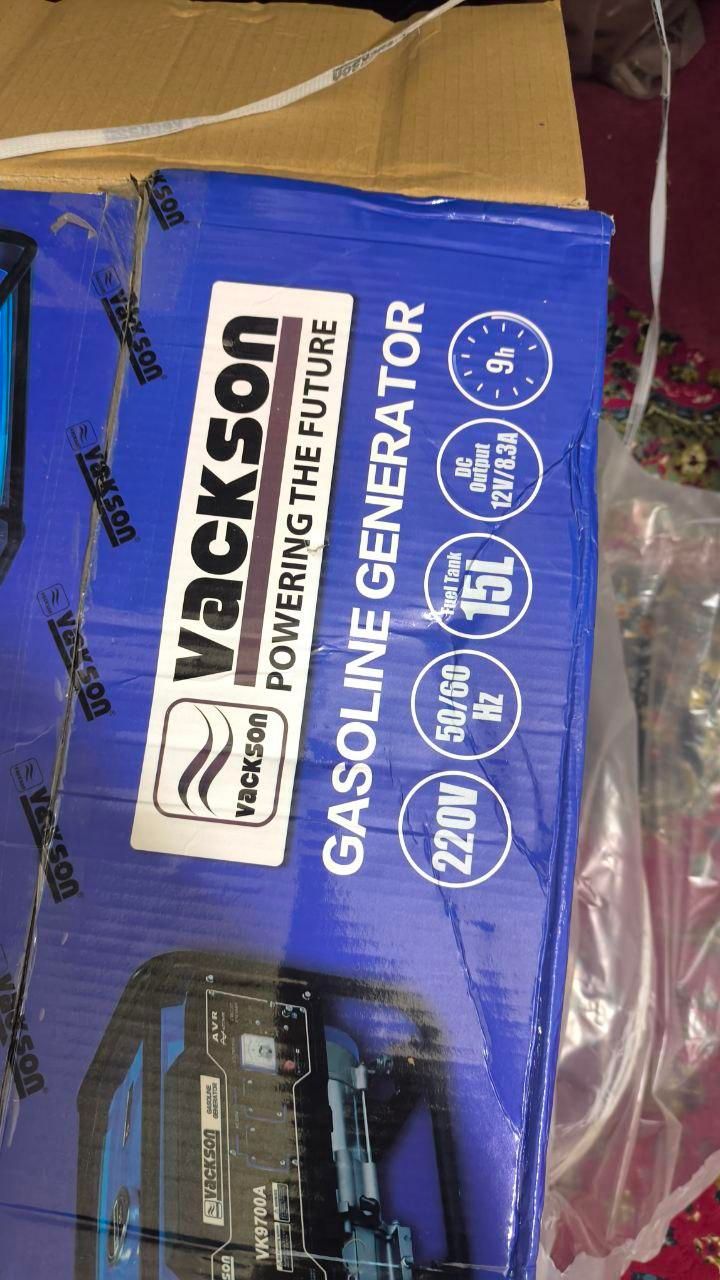 vackson
POWERING THE FUTURE
vackson
GASOLINE GENERATOR
220V
50/60
Hz
Fuel Tank
15L
DC
Output
12V/8.3A
9h
vackson
GASOLINE
GENERATOR
AVR
VK9700A
vackson
vackson
vackson
vackson
vackson